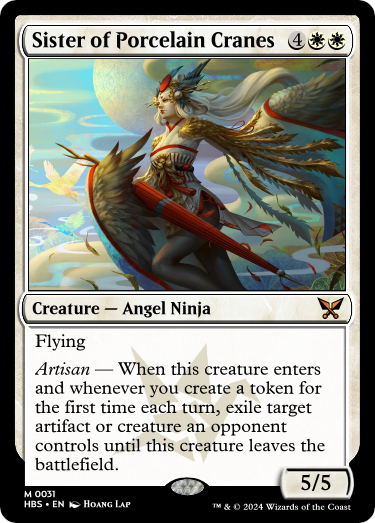 Sister of Porcelain Cranes 4
Creature — Angel Ninja
Flying
Artisan — When this creature enters
and whenever you create a token for
the first time each turn, exile target
artifact or creature an opponent
controls until this creature leaves the
battlefield.
5/5
M 0031
HBS • EN Hoang Lap
™ & © 2024 Wizards of the Coast